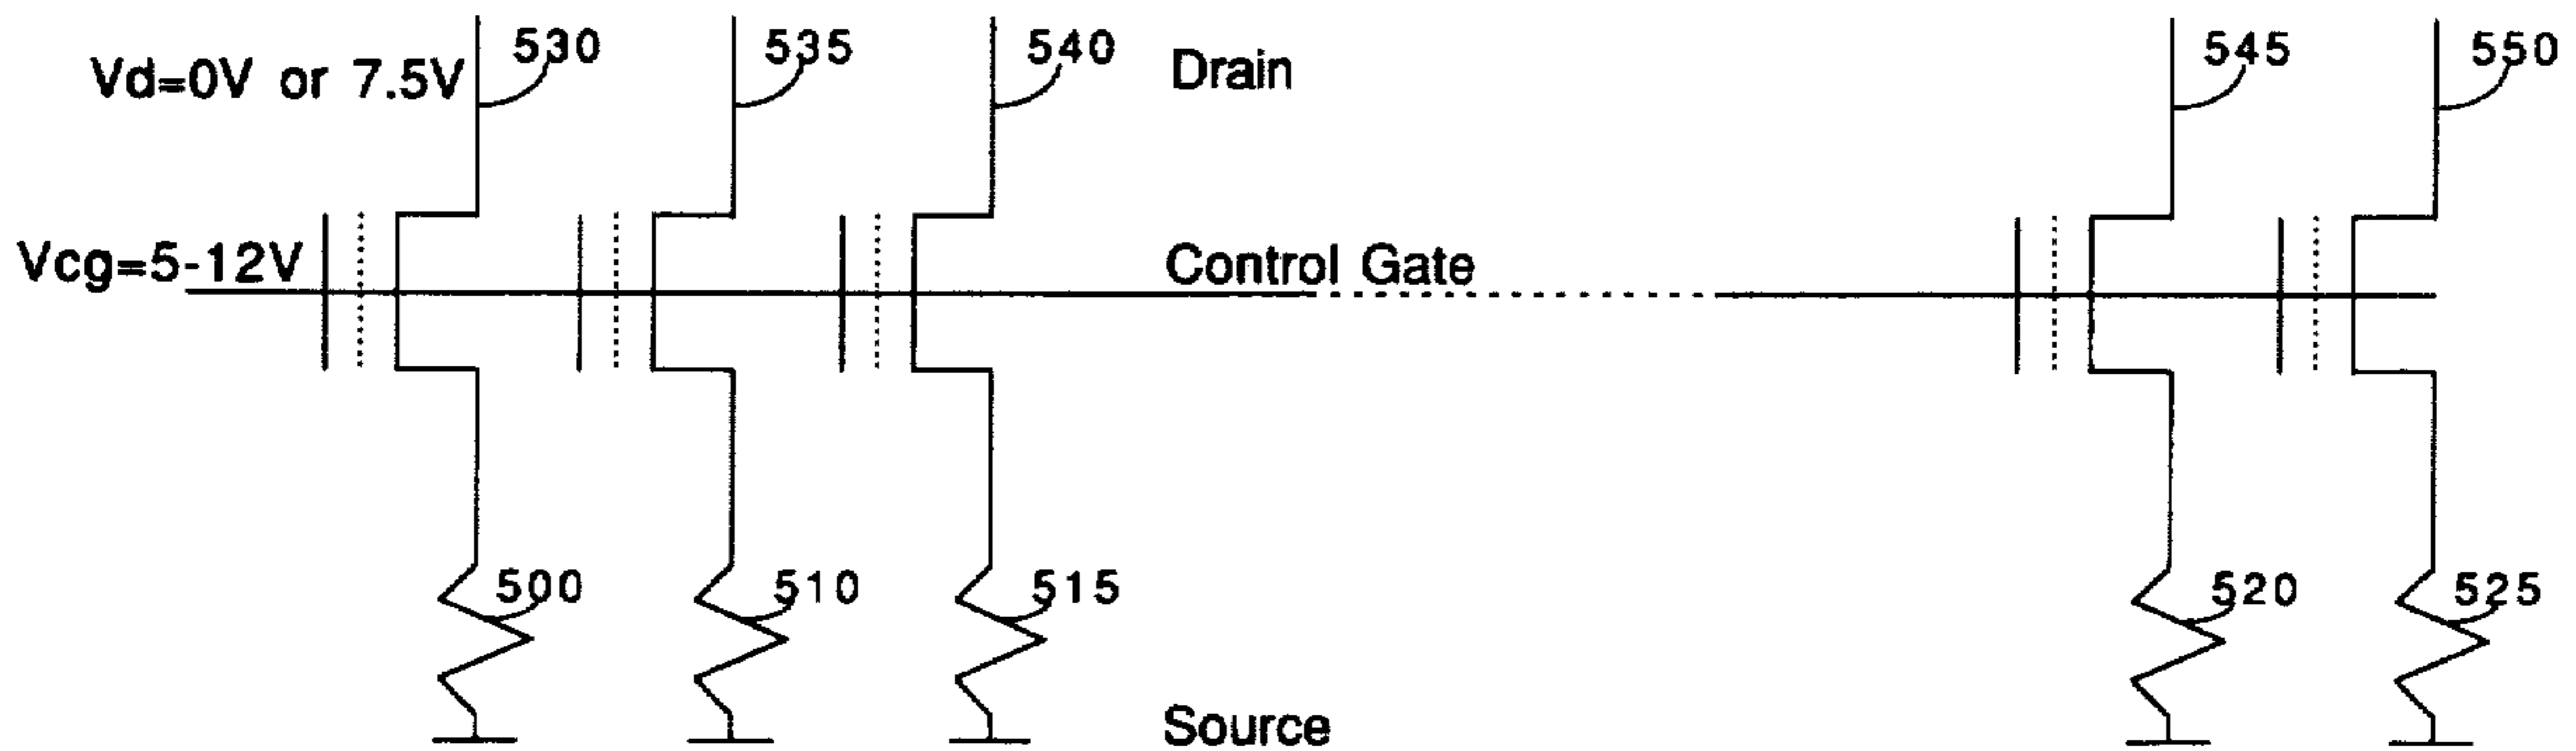 530
535
540
545
550
Vd=0V or 7.5V
Drain
Vcg=5-12V
Control Gate
500
510
515
520
525
Source